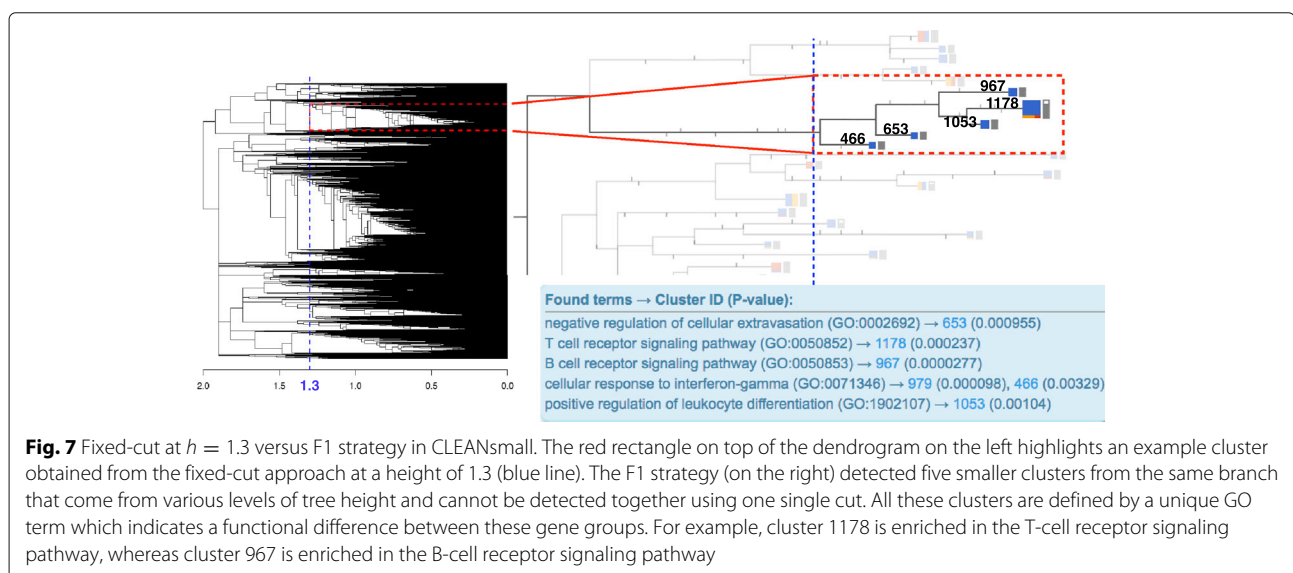 967
1178
1053
653
466
2.0 1.5 1.3 1.0 0.5 0.0
Found terms → Cluster ID (P-value):
negative regulation of cellular extravasation (GO:0002692) → 653 (0.000955)
T cell receptor signaling pathway (GO:0050852) → 1178 (0.000237)
B cell receptor signaling pathway (GO:0050853) → 967 (0.0000277)
cellular response to interferon-gamma (GO:0071346) → 979 (0.000098), 466 (0.00329)
positive regulation of leukocyte differentiation (GO:1902107) → 1053 (0.00104)
Fig. 7 Fixed-cut at h = 1.3 versus F1 strategy in CLEANsmall. The red rectangle on top of the dendrogram on the left highlights an example cluster
obtained from the fixed-cut approach at a height of 1.3 (blue line). The F1 strategy (on the right) detected five smaller clusters from the same branch
that come from various levels of tree height and cannot be detected together using one single cut. All these clusters are defined by a unique GO
term which indicates a functional difference between these gene groups. For example, cluster 1178 is enriched in the T-cell receptor signaling
pathway, whereas cluster 967 is enriched in the B-cell receptor signaling pathway